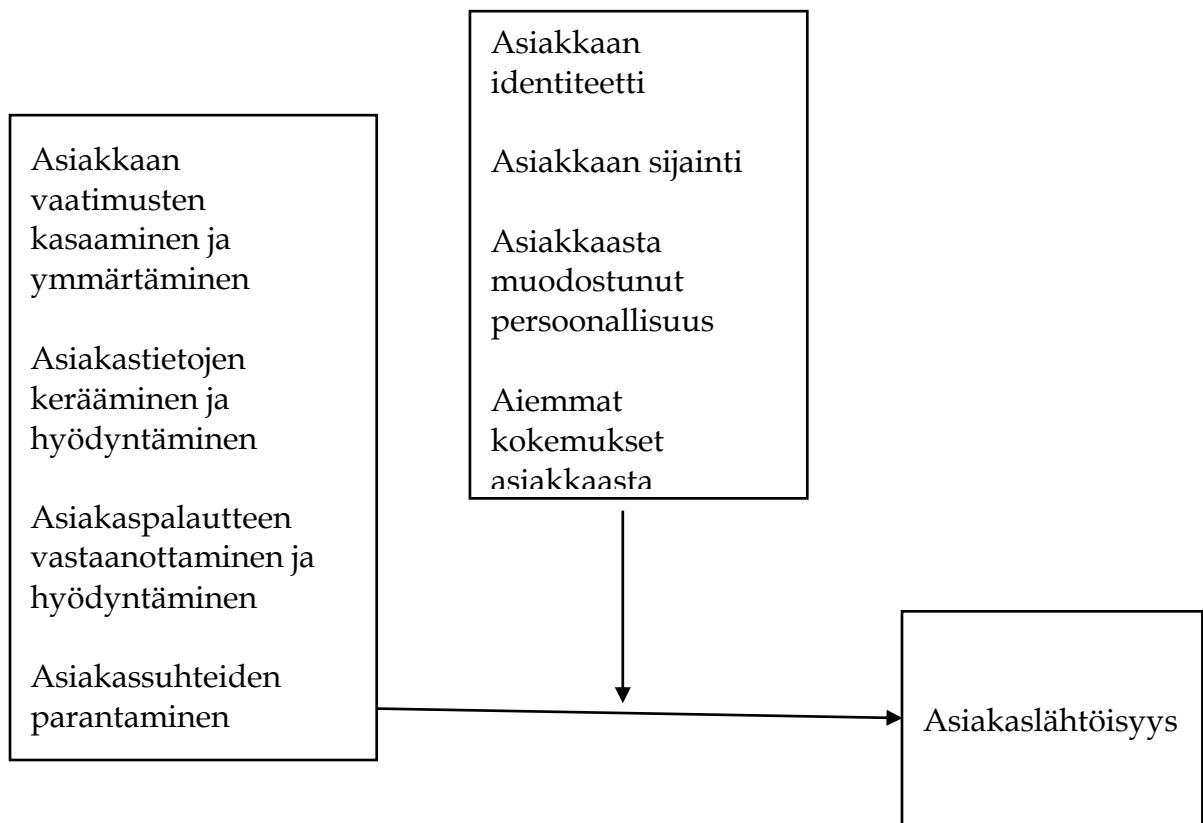 Asiakkaan
identiteetti
Asiakkaan sijainti
Asiakkaasta
muodostunut
persoonallisuus
Aiemmat
kokemukset
asiakkaasta
Asiakkaan
vaatimusten
kasaaminen ja
ymmärtäminen
Asiakastietojen
kerääminen ja
hyödyntäminen
Asiakaspalautteen
vastaanottaminen ja
hyödyntäminen
Asiakassuhteiden
parantaminen
Asiakaslähtöisyys